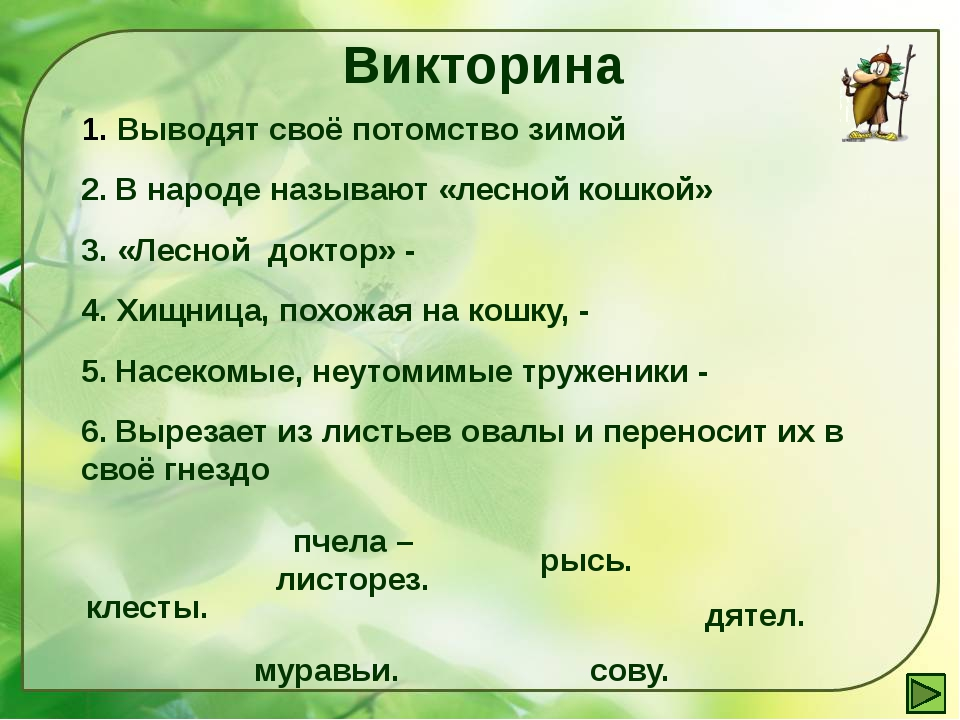 Викторина
1. Выводят своё потомство зимой
2. В народе называют «лесной кошкой»
3. «Лесной доктор» -
4. Хищница, похожая на кошку, -
5. Насекомые, неутомимые труженики -
6. Вырезает из листьев овалы и переносит их в
своё гнездо
пчела –
листорез.
рысь.
клесты.
дятел.
муравьи.
сову.